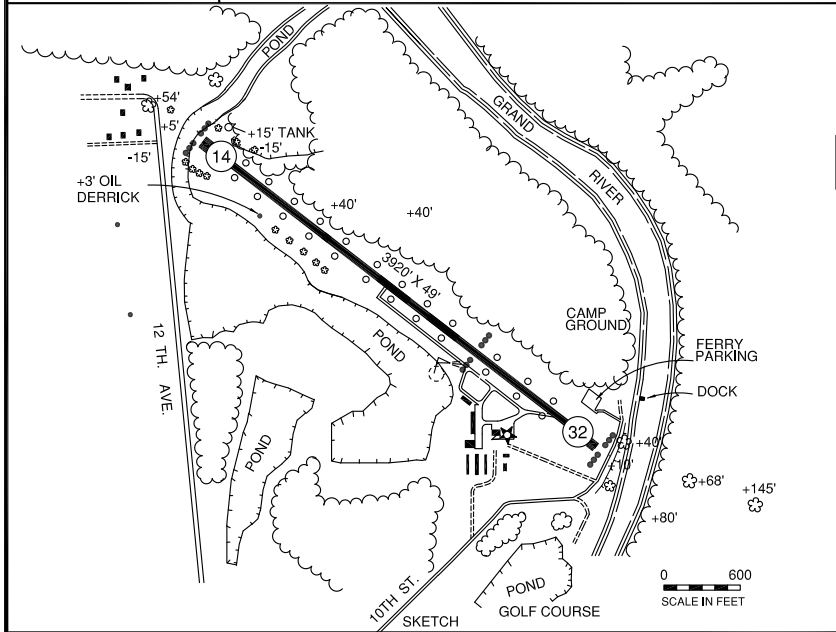 POND
GRAND
RIVER
+54'
+5'
-15'
+15' TANK
-15'
14
+3' OIL
DERRICK
+40'
+40'
3920' X 49'
12 TH. AVE.
POND
CAMP
GROUND
FERRY
PARKING
DOCK
32
+40'
+10'
+68'
+145'
+80'
POND
10TH ST.
POND
GOLF COURSE
SKETCH
0 600
SCALE IN FEET